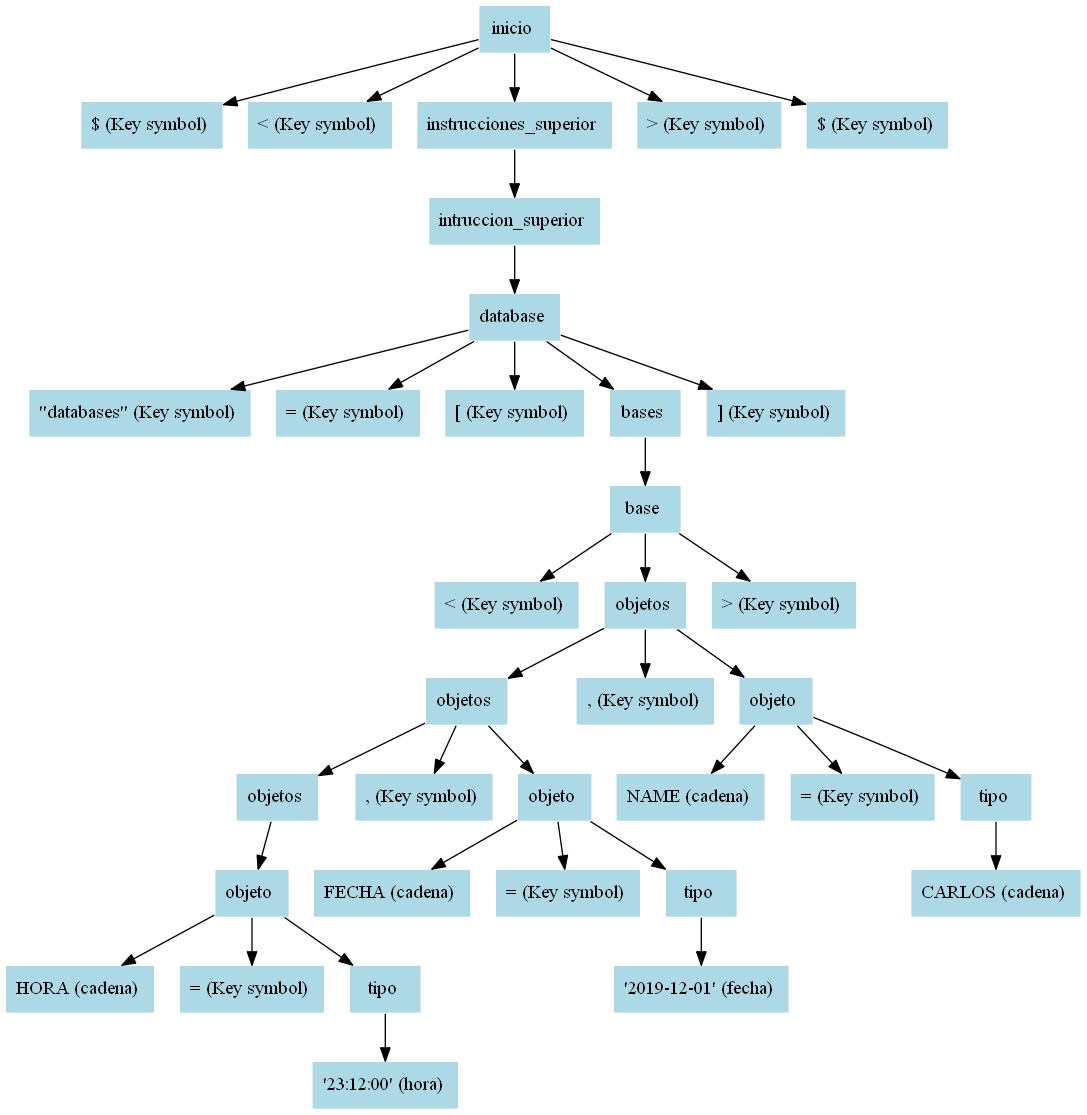 inicio
$ (Key symbol)
< (Key symbol)
instrucciones_superior
> (Key symbol)
$ (Key symbol)
intruccion_superior
database
"databases" (Key symbol)
= (Key symbol)
[ (Key symbol)
bases
] (Key symbol)
base
< (Key symbol)
objetos
> (Key symbol)
objetos
, (Key symbol)
objeto
objetos
, (Key symbol)
objeto
NAME (cadena)
= (Key symbol)
tipo
objeto
FECHA (cadena)
= (Key symbol)
tipo
CARLOS (cadena)
HORA (cadena)
= (Key symbol)
tipo
'2019-12-01' (fecha)
'23:12:00' (hora)